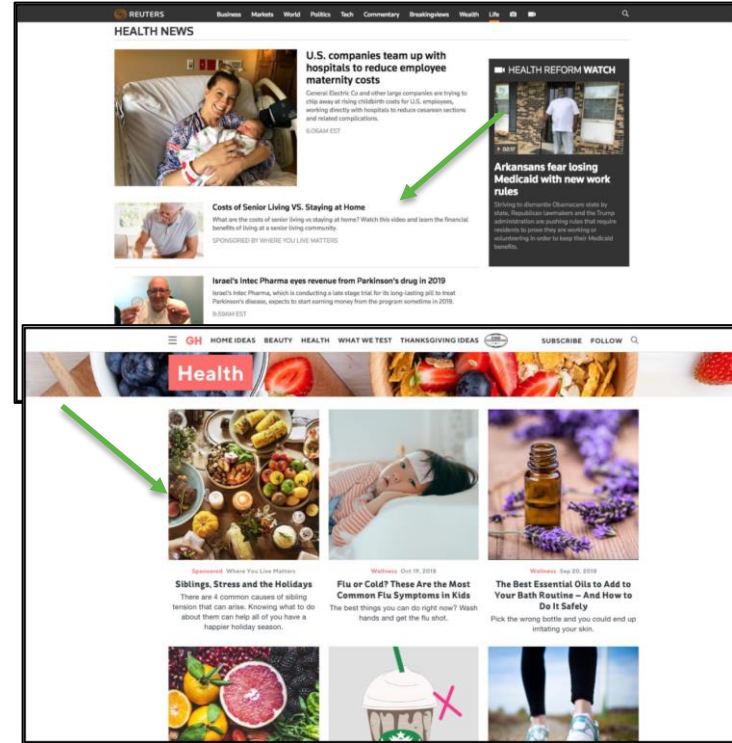 REUTERS
Business Markets World Politics Tech Commentary Breakingviews Wealth Life
HEALTH NEWS
U.S. companies team up with
hospitals to reduce employee
maternity costs
General Electric Co and other large companies are trying to
chip away at rising childbirth costs for U.S. employees,
working directly with hospitals to reduce cesarean sections
and related complications.
6:06AM EST
HEALTH REFORM WATCH
Arkansans fear losing
Medicaid with new work
rules
Striving to dismantle Obamacare state by
state, Republican lawmakers and the Trump
administration are pushing rules that require
residents to prove they are working or
volunteering in order to keep their Medicaid
benefits.
Costs of Senior Living VS. Staying at Home
What are the costs of senior living vs staying at home? Watch this video and learn the financial
benefits of living at a senior living community.
SPONSORED BY WHERE YOU LIVE MATTERS
Israel's Intec Pharma eyes revenue from Parkinson's drug in 2019
Israel's Intec Pharma, which is conducting a late stage trial for its long-lasting pill to treat
Parkinson's disease, expects to start earning money from the program sometime in 2019.
GH HOME IDEAS BEAUTY HEALTH WHAT WE TEST THANKSGIVING IDEAS SUBSCRIBE FOLLOW
Health
Sponsored Where You Live Matters
Siblings, Stress and the Holidays
There are 4 common causes of sibling
tension that can arise. Knowing what to do
about them can help all of you have a
happier holiday season.
Wellness Oct 19, 2018
Flu or Cold? These Are the Most
Common Flu Symptoms in Kids
The best things you can do right now? Wash
hands and get the flu shot.
Wellness Sep 20, 2018
The Best Essential Oils to Add to
Your Bath Routine – And How to
Do It Safely
Pick the wrong bottle and you could end up
irritating your skin.